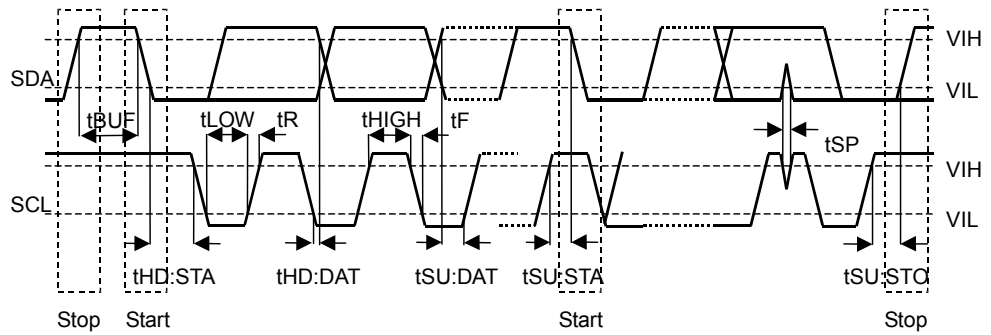 VIH
SDA
VIL
tBUF tLOW tR tHIGH tF
tSP
VIH
SCL
VIL
tHD:STA tHD:DAT tSU:DAT tSU:STA tSU:STO
Stop Start Start Stop